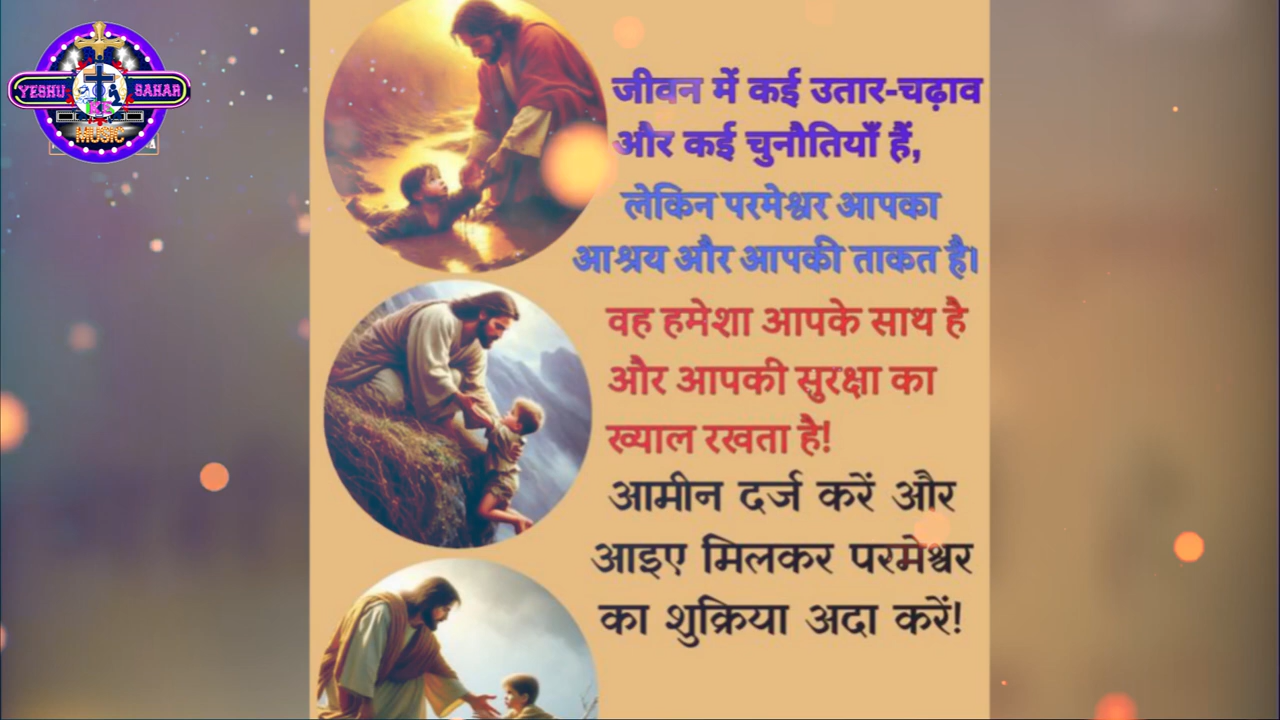 YESHU SAHAR
MUSIC
जीवन में कई उतार-चढ़ाव
और कई चुनौतियाँ हैं,
लेकिन परमेश्वर आपका
आश्रय और आपकी ताकत है।
वह हमेशा आपके साथ है
और आपकी सुरक्षा का
ख्याल रखता है!
आमीन दर्ज करें और
आइए मिलकर परमेश्वर
का शुक्रिया अदा करें!